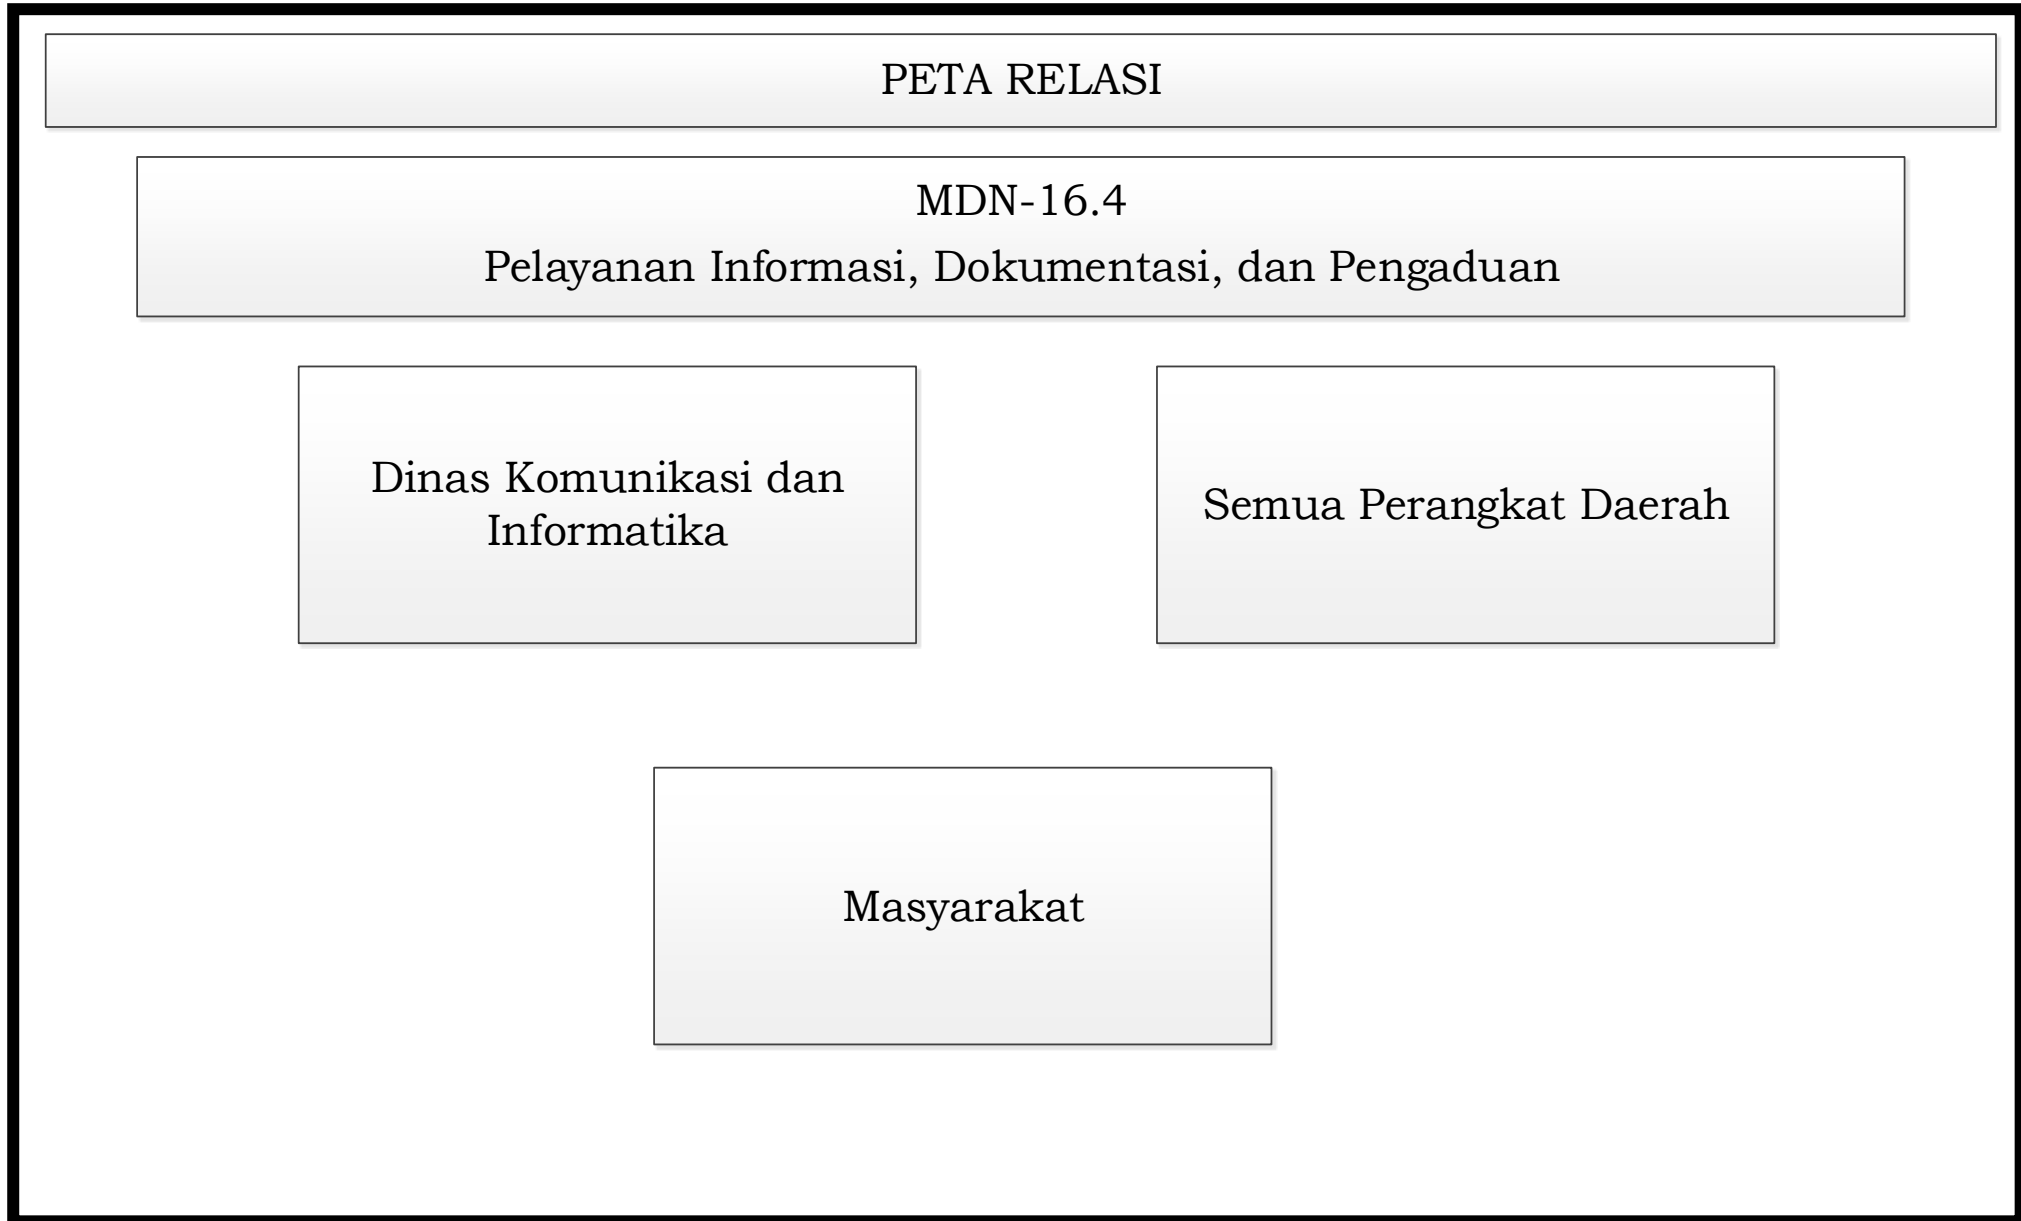 PETA RELASI
MDN-16.4
Pelayanan Informasi, Dokumentasi, dan Pengaduan
Dinas Komunikasi dan
Informatika
Semua Perangkat Daerah
Masyarakat